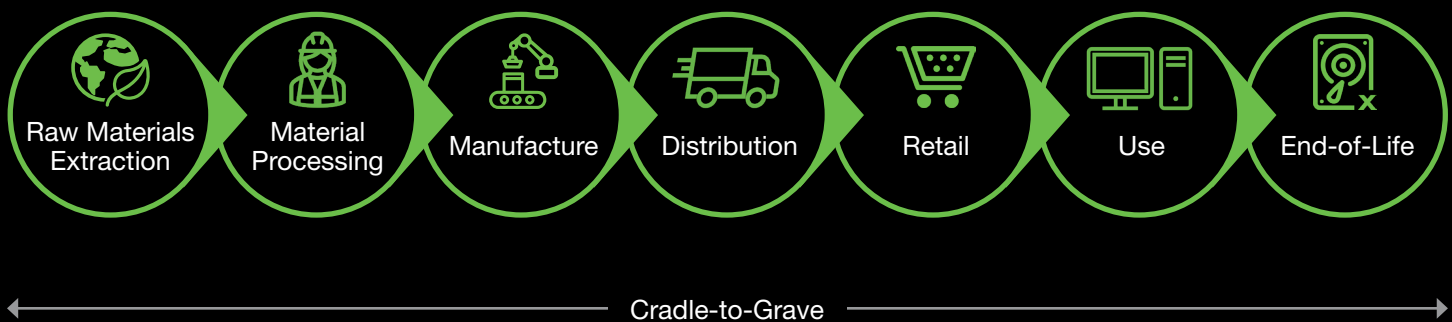 Raw Materials
Extraction
Material
Processing
Manufacture
Distribution
Retail
Use
End-of-Life
Cradle-to-Grave